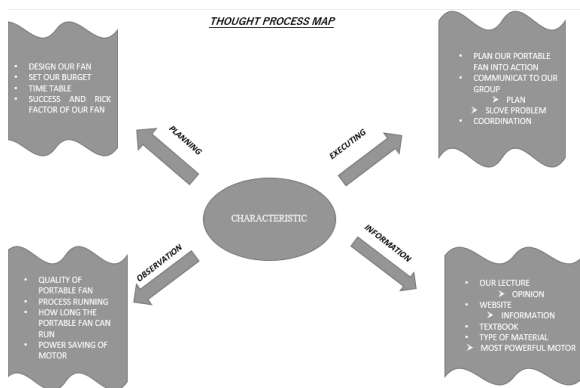 THOUGHT PROCESS MAP
• DESIGN OUR FAN
• SET OUR BURGET
• TIME TABLE
• SUCCESS AND RICK
FACTOR OF OUR FAN
PLANNING
• PLAN OUR PORTABLE
FAN INTO ACTION
• COMMUNICAT TO OUR
GROUP
➤ PLAN
➤ SLOVE PROBLEM
• COORDINATION
EXECUTING
CHARACTERISTIC
OBSERVATION
• QUALITY OF
PORTABLE FAN
• PROCESS RUNNING
• HOW LONG THE
PORTABLE FAN CAN
RUN
• POWER SAVING OF
MOTOR
INFORMATION
• OUR LECTURE
➤ OPINION
• WEBSITE
➤ INFORMATION
• TEXTBOOK
• TYPE OF MATERIAL
➤ MOST POWERFUL MOTOR